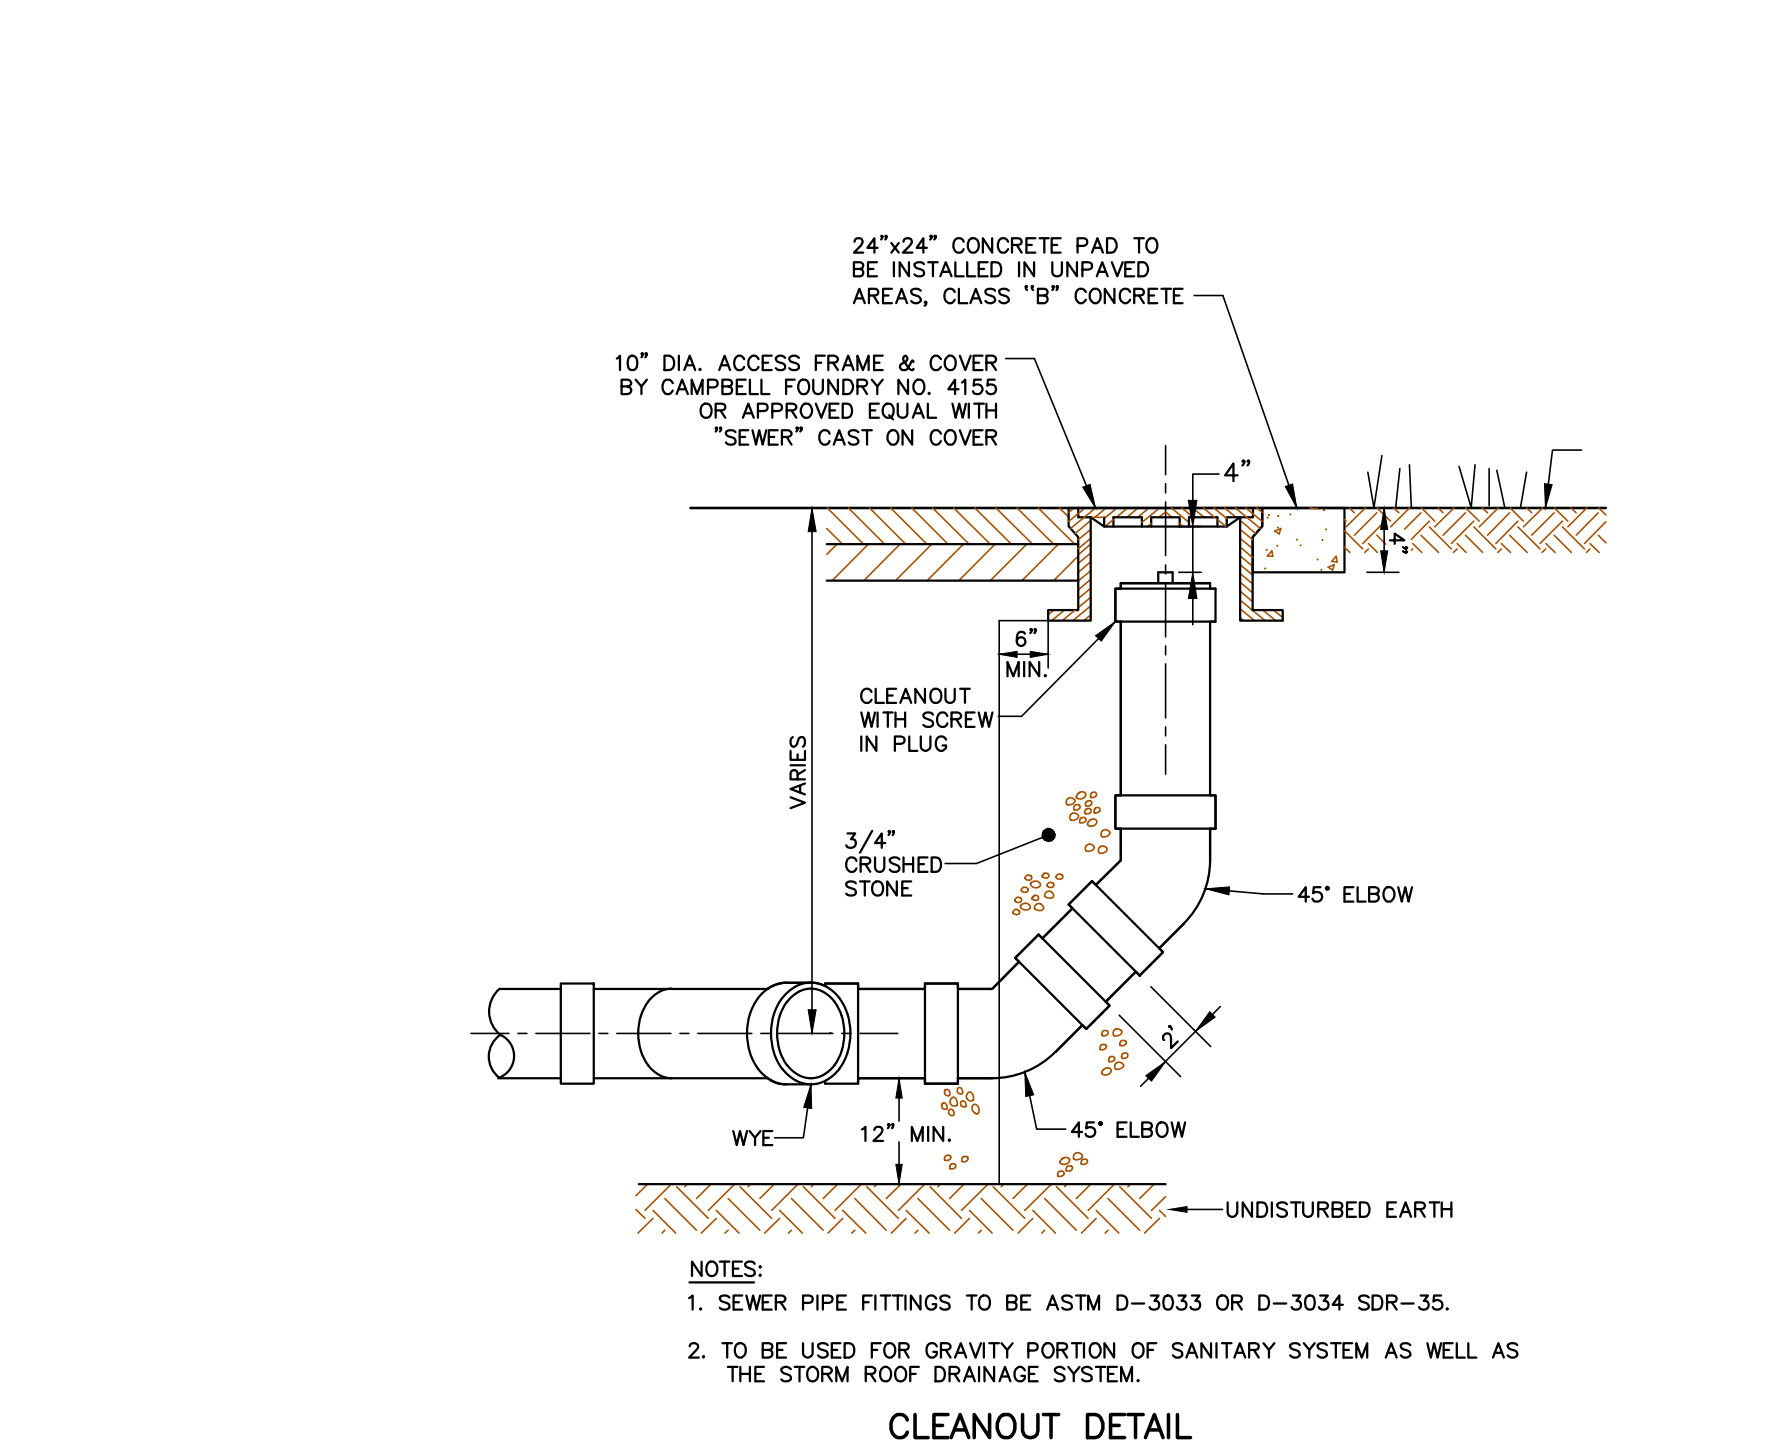 24"x24" CONCRETE PAD TO
BE INSTALLED IN UNPAVED
AREAS, CLASS "B" CONCRETE
10" DIA. ACCESS FRAME & COVER
BY CAMPBELL FOUNDRY NO. 4155
OR APPROVED EQUAL WITH
"SEWER" CAST ON COVER
4"
4"
6"
MIN.
CLEANOUT
WITH SCREW
IN PLUG
VARIES
3/4"
CRUSHED
STONE
45° ELBOW
2'
WYE
12" MIN.
45° ELBOW
UNDISTURBED EARTH
NOTES:
1. SEWER PIPE FITTINGS TO BE ASTM D-3033 OR D-3034 SDR-35.
2. TO BE USED FOR GRAVITY PORTION OF SANITARY SYSTEM AS WELL AS
THE STORM ROOF DRAINAGE SYSTEM.
CLEANOUT DETAIL